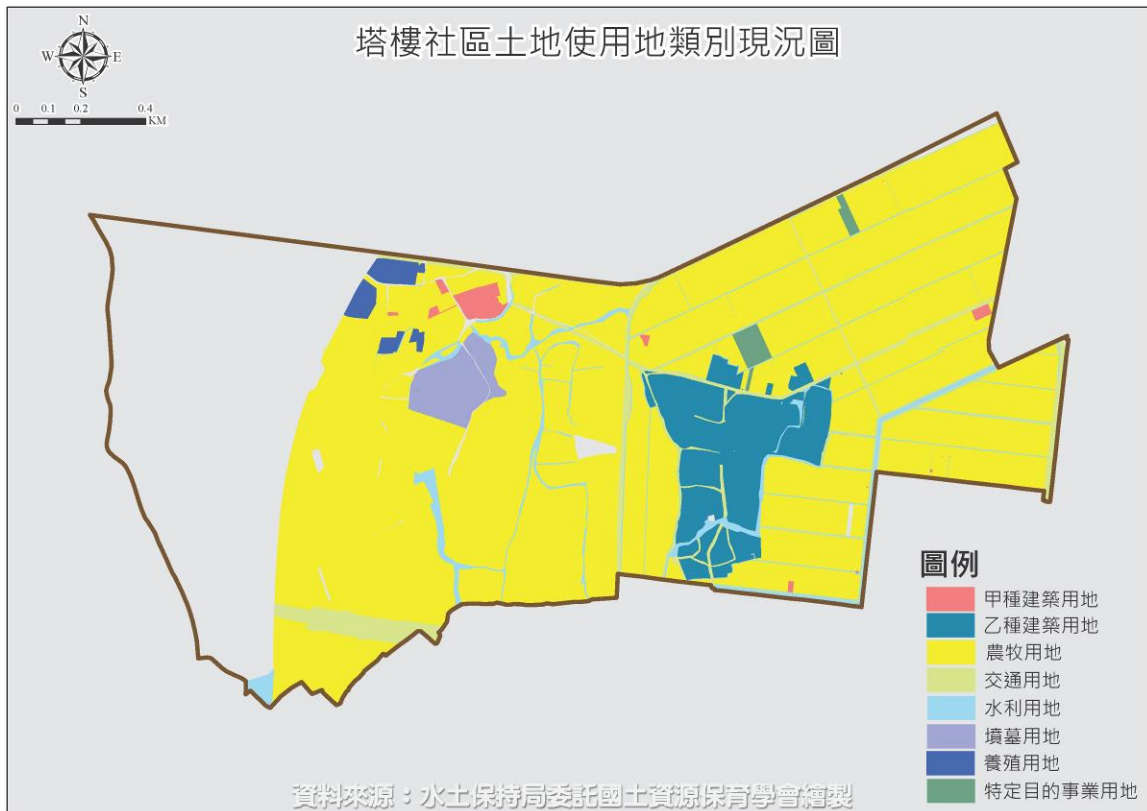 塔樓社區土地使用地類別現況圖
N
W E
S
0 0.1 0.2 0.4
KM
圖例
甲種建築用地
乙種建築用地
農牧用地
交通用地
水利用地
墳墓用地
養殖用地
特定目的事業用地
資料來源：水土保持局委託國土資源保育學會繪製